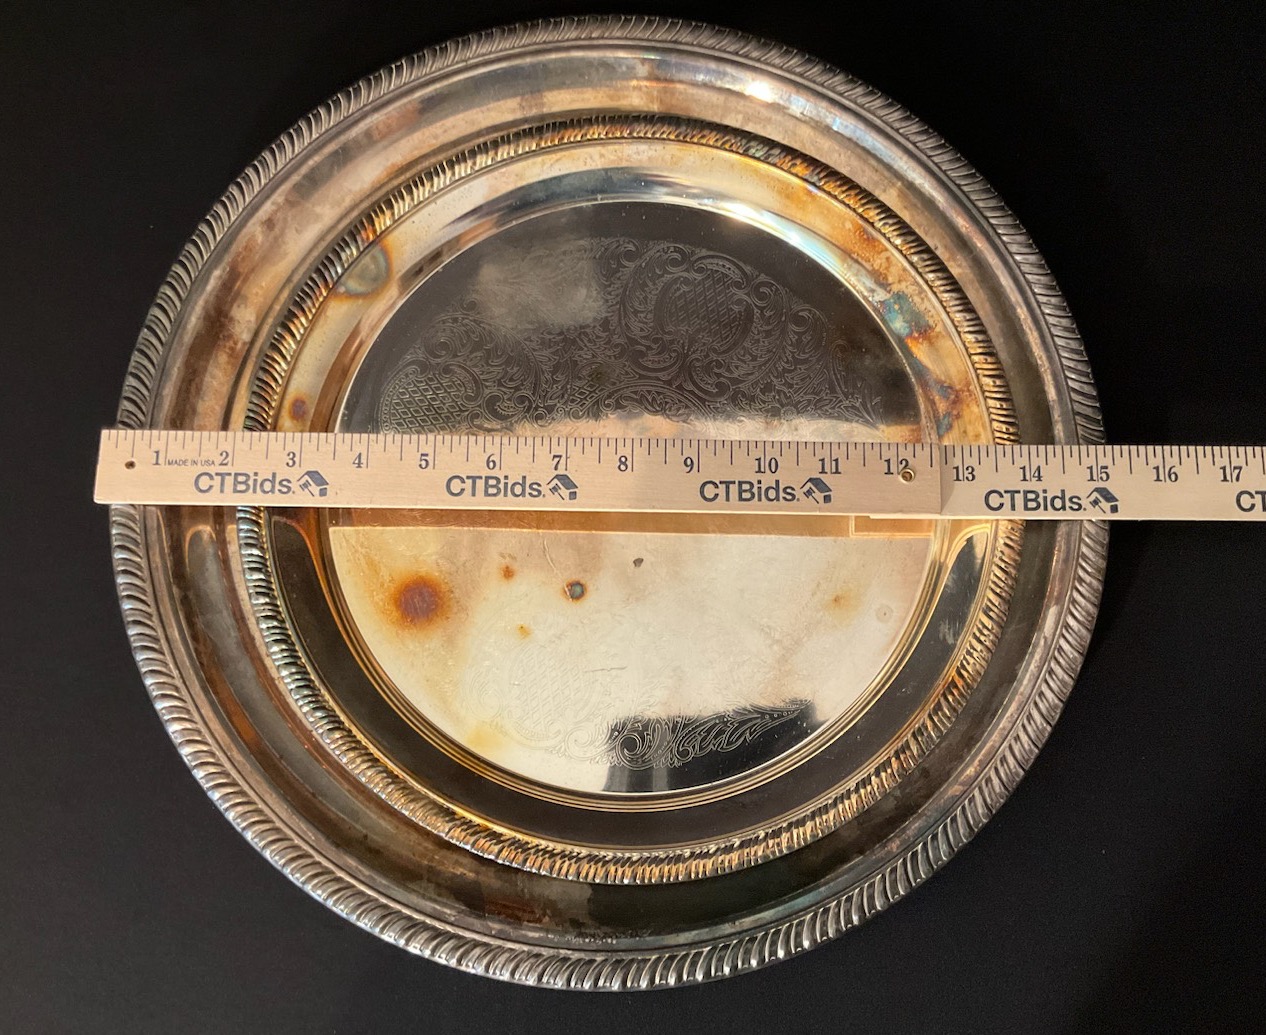 1 MADE IN USA 2 3 4 5 6 7 8 9 10 11 12 13 14 15 16 17
CTBids. CTBids. CTBids. CTBids. CT